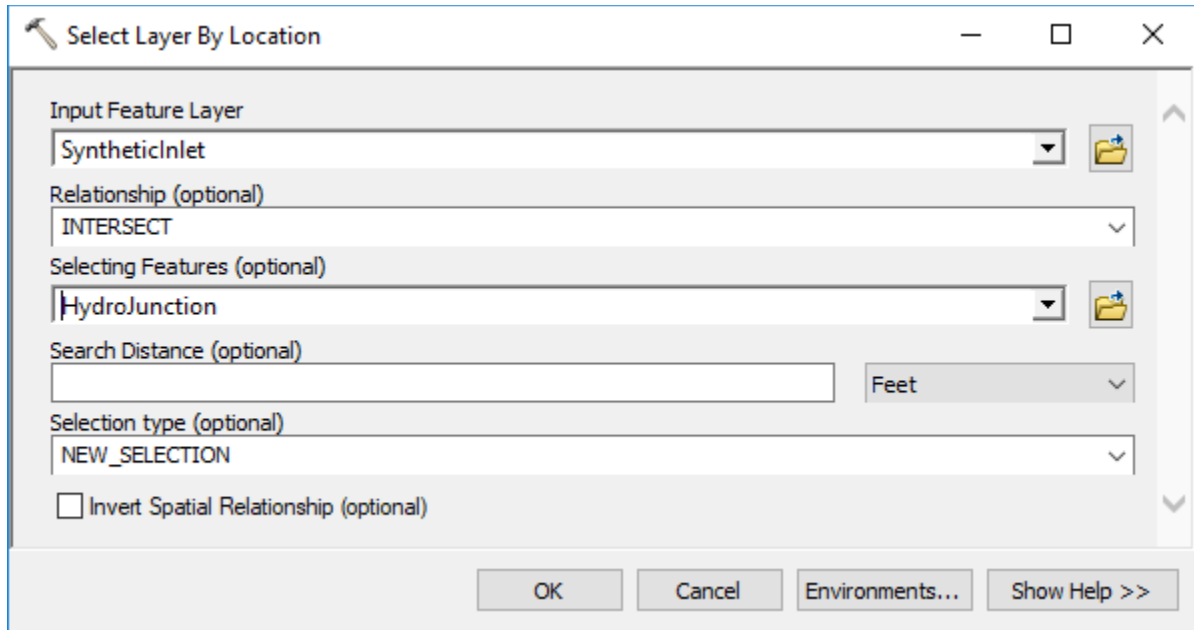 Select Layer By Location
Input Feature Layer
SyntheticInlet
Relationship (optional)
INTERSECT
Selecting Features (optional)
HydroJunction
Search Distance (optional)
Feet
Selection type (optional)
NEW_SELECTION
Invert Spatial Relationship (optional)
OK Cancel Environments... Show Help >>